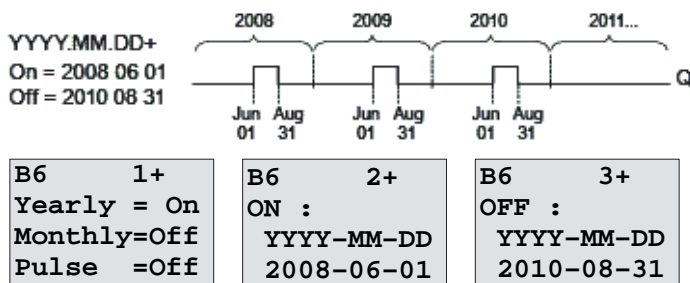 2008 2009 2010 2011...
YYYY.MM.DD+
On = 2008 06 01
Off = 2010 08 31
Q
Jun Aug Jun Aug Jun Aug
01 31 01 31 01 31
B6 1+
Yearly = On
Monthly=Off
Pulse =Off
B6 2+
ON :
YYYY-MM-DD
2008-06-01
B6 3+
OFF :
YYYY-MM-DD
2010-08-31